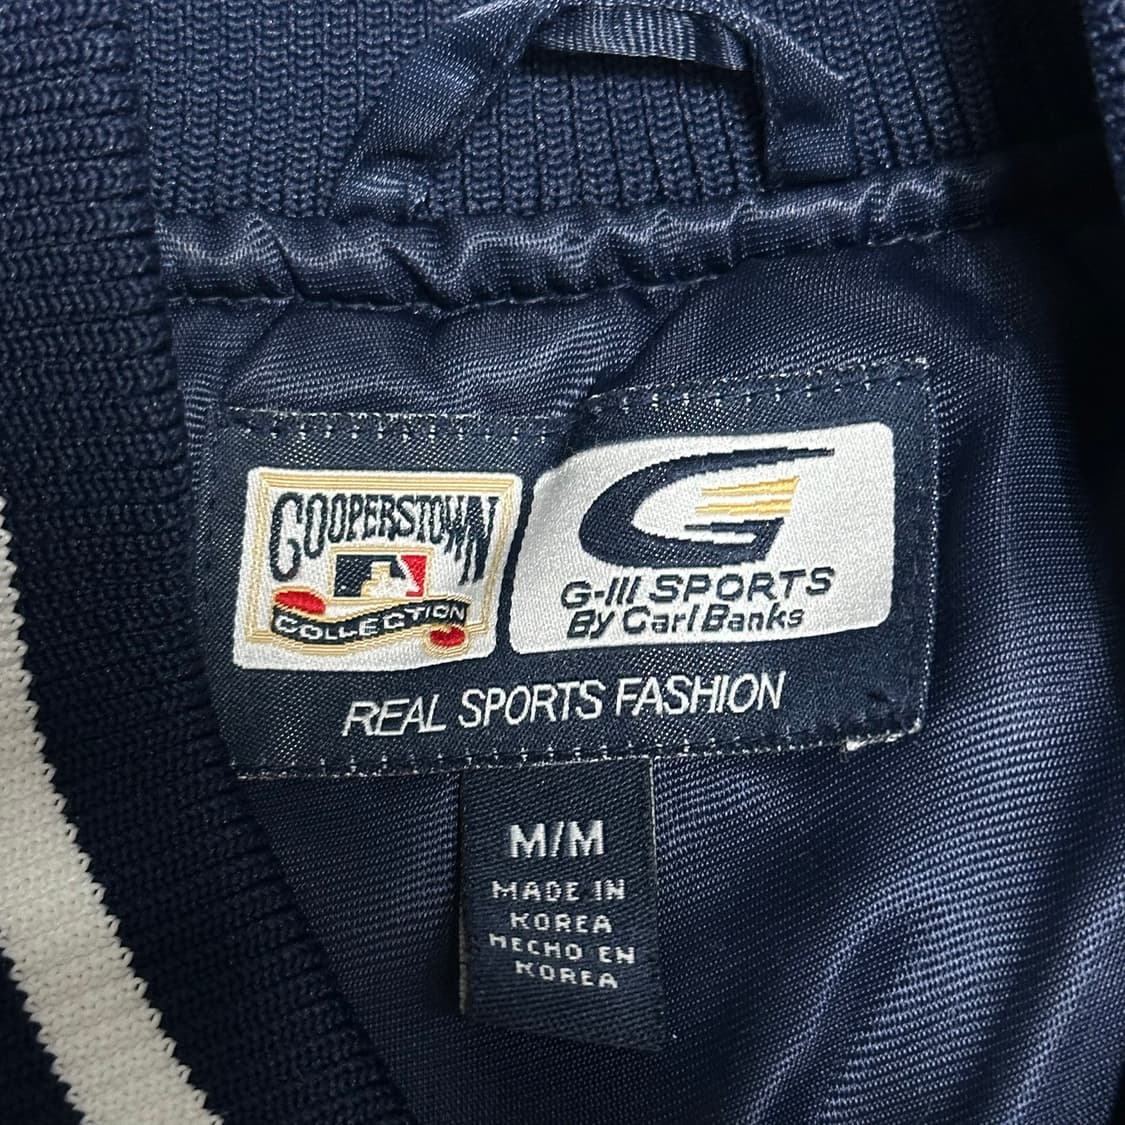 COOPERSTOWN
COLLECTION
G-III SPORTS
By Carl Banks
REAL SPORTS FASHION
M/M
MADE IN
KOREA
HECHO EN
KOREA